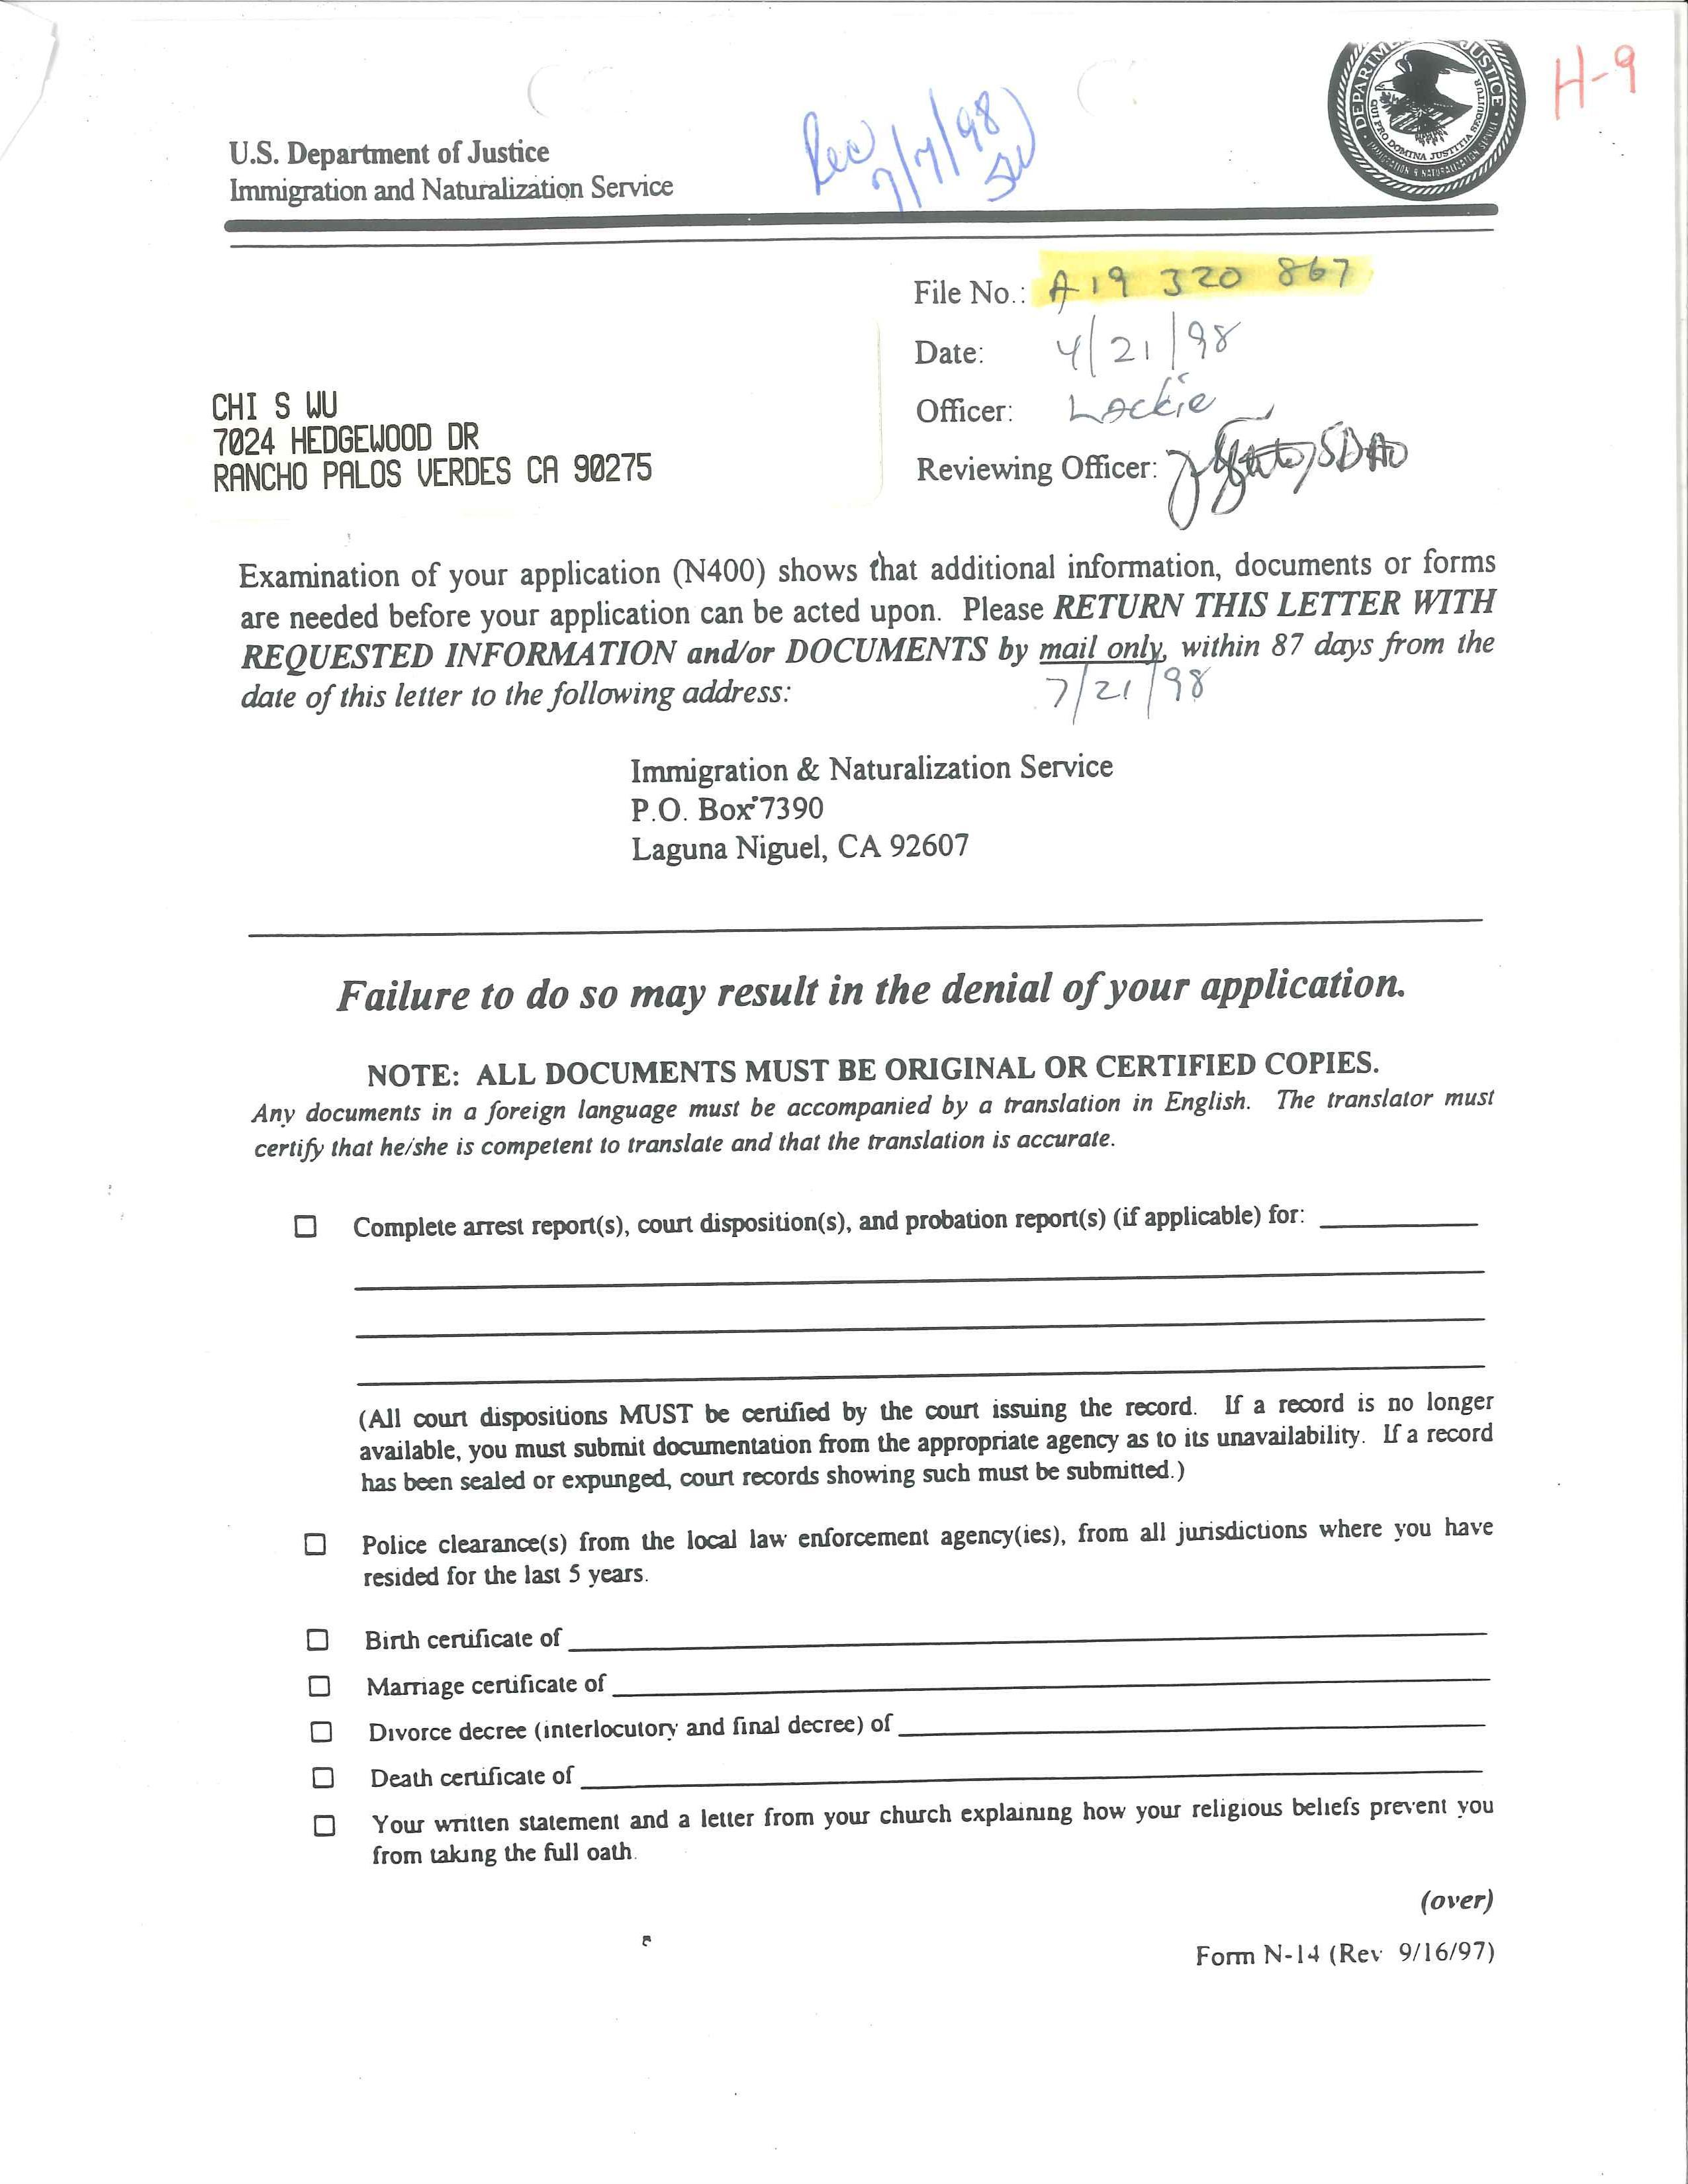 H-9
DEPARTMENT JUSTICE
QUI PRO DOMINA JUSTITIA SEQUITUR
IMMIGRATION & NATURALIZATION SERVICE
U.S. Department of Justice
Immigration and Naturalization Service
Rec
7/7/98
File No.: A19 320 867
Date: 4/21/98
Officer: Lackie
Reviewing Officer: SDAO
CHI S WU
7024 HEDGEWOOD DR
RANCHO PALOS VERDES CA 90275
Examination of your application (N400) shows that additional information, documents or forms
are needed before your application can be acted upon. Please RETURN THIS LETTER WITH
REQUESTED INFORMATION and/or DOCUMENTS by mail only, within 87 days from the
date of this letter to the following address: 7/21/98
Immigration & Naturalization Service
P.O. Box 7390
Laguna Niguel, CA 92607
Failure to do so may result in the denial of your application.
NOTE: ALL DOCUMENTS MUST BE ORIGINAL OR CERTIFIED COPIES.
Any documents in a foreign language must be accompanied by a translation in English. The translator must
certify that he/she is competent to translate and that the translation is accurate.
Complete arrest report(s), court disposition(s), and probation report(s) (if applicable) for:
(All court dispositions MUST be certified by the court issuing the record. If a record is no longer
available, you must submit documentation from the appropriate agency as to its unavailability. If a record
has been sealed or expunged, court records showing such must be submitted.)
Police clearance(s) from the local law enforcement agency(ies), from all jurisdictions where you have
resided for the last 5 years.
Birth certificate of
Marriage certificate of
Divorce decree (interlocutory and final decree) of
Death certificate of
Your written statement and a letter from your church explaining how your religious beliefs prevent you
from taking the full oath.
(over)
Form N-14 (Rev 9/16/97)